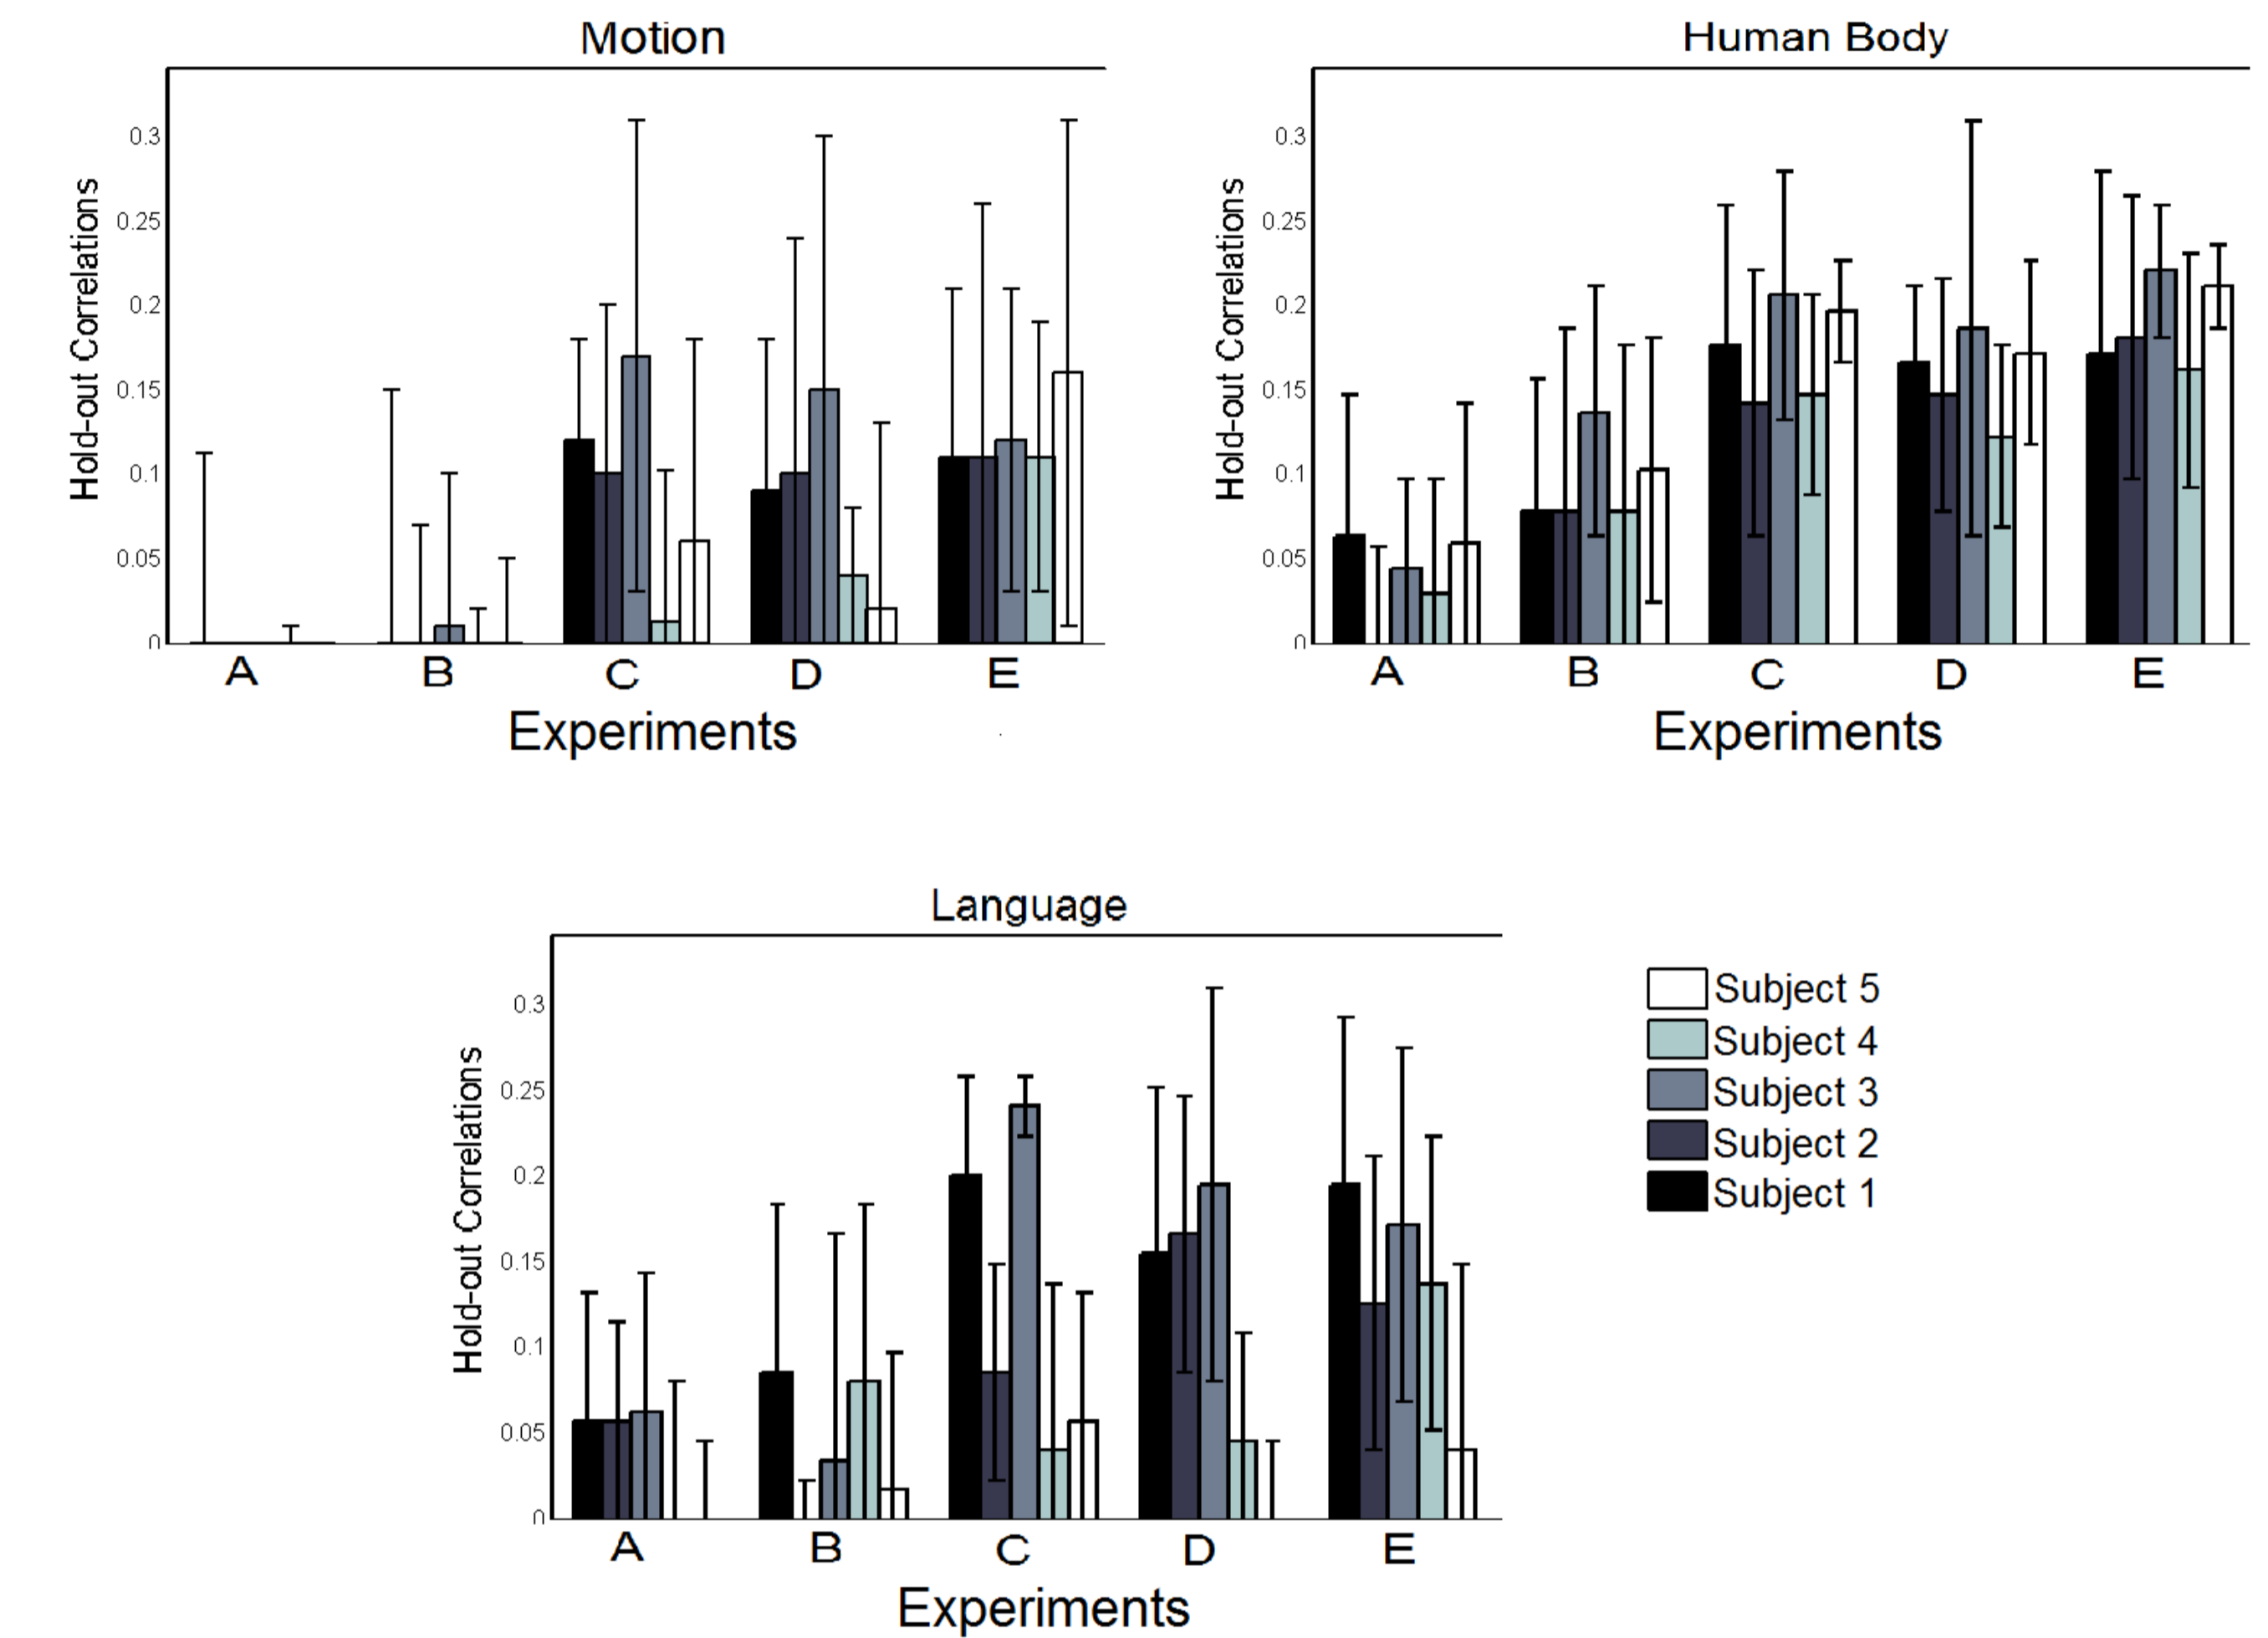 Motion
Hold-out Correlations
0.3
0.25
0.2
0.15
0.1
0.05
0
A B C D E
Experiments
Human Body
Hold-out Correlations
0.3
0.25
0.2
0.15
0.1
0.05
0
A B C D E
Experiments
Language
Hold-out Correlations
0.3
0.25
0.2
0.15
0.1
0.05
0
A B C D E
Experiments
Subject 5
Subject 4
Subject 3
Subject 2
Subject 1